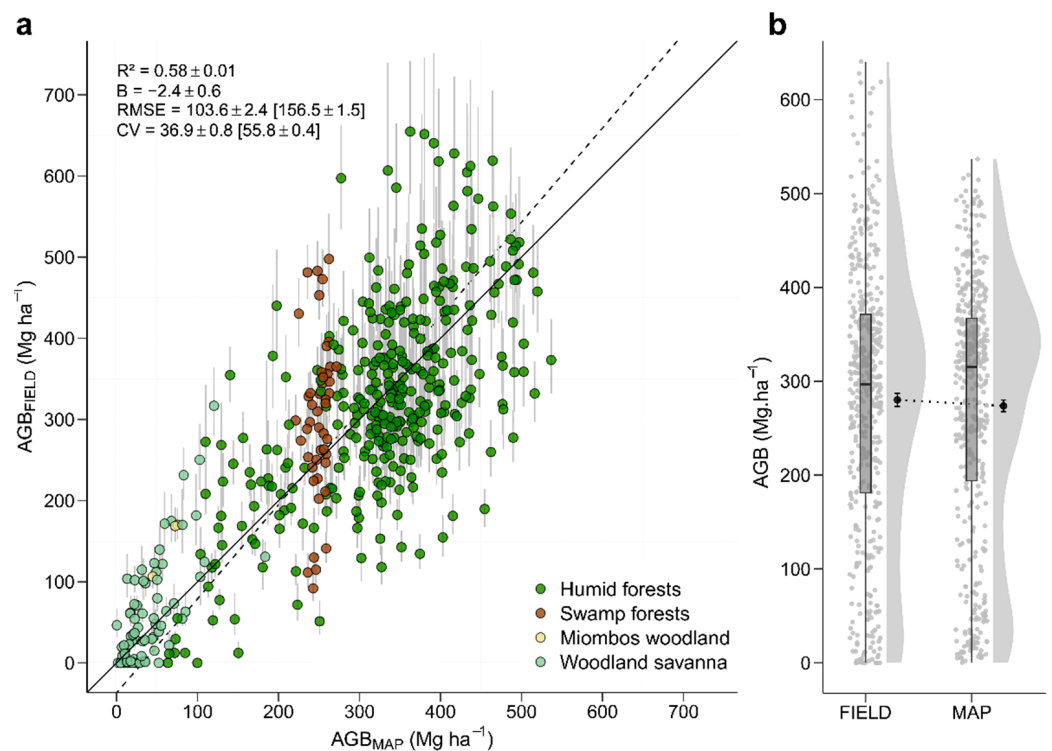 a
R² = 0.58 ± 0.01
B = −2.4 ± 0.6
RMSE = 103.6 ± 2.4 [156.5 ± 1.5]
CV = 36.9 ± 0.8 [55.8 ± 0.4]
AGB_FIELD (Mg ha⁻¹)
700
600
500
400
300
200
100
0
Humid forests
Swamp forests
Miombos woodland
Woodland savanna
0 100 200 300 400 500 600 700
AGB_MAP (Mg ha⁻¹)
b
AGB (Mg.ha⁻¹)
600
500
400
300
200
100
0
FIELD MAP